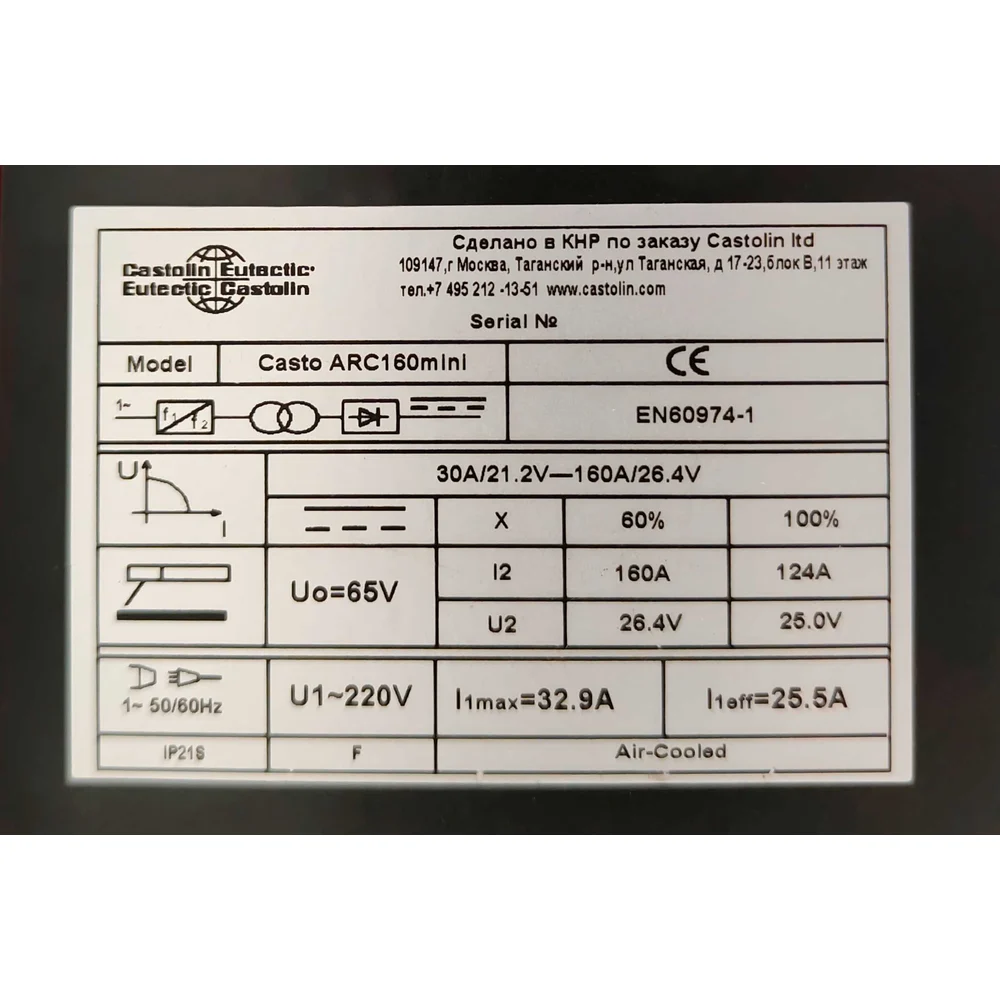 Castolin Eutectic
Eutectic Castolin
Сделано в КНР по заказу Castolin ltd
109147,г Москва, Таганский р-н,ул Таганская, д 17-23,блок В,11 этаж
тел.+7 495 212 -13-51 www.castolin.com
Serial №
Model Casto ARC160mini CE
1~ f1 f2 EN60974-1
U I
30A/21.2V—160A/26.4V
X 60% 100%
Uo=65V
I2 160A 124A
U2 26.4V 25.0V
1~ 50/60Hz
U1~220V I1max=32.9A I1eff=25.5A
IP21S F Air-Cooled